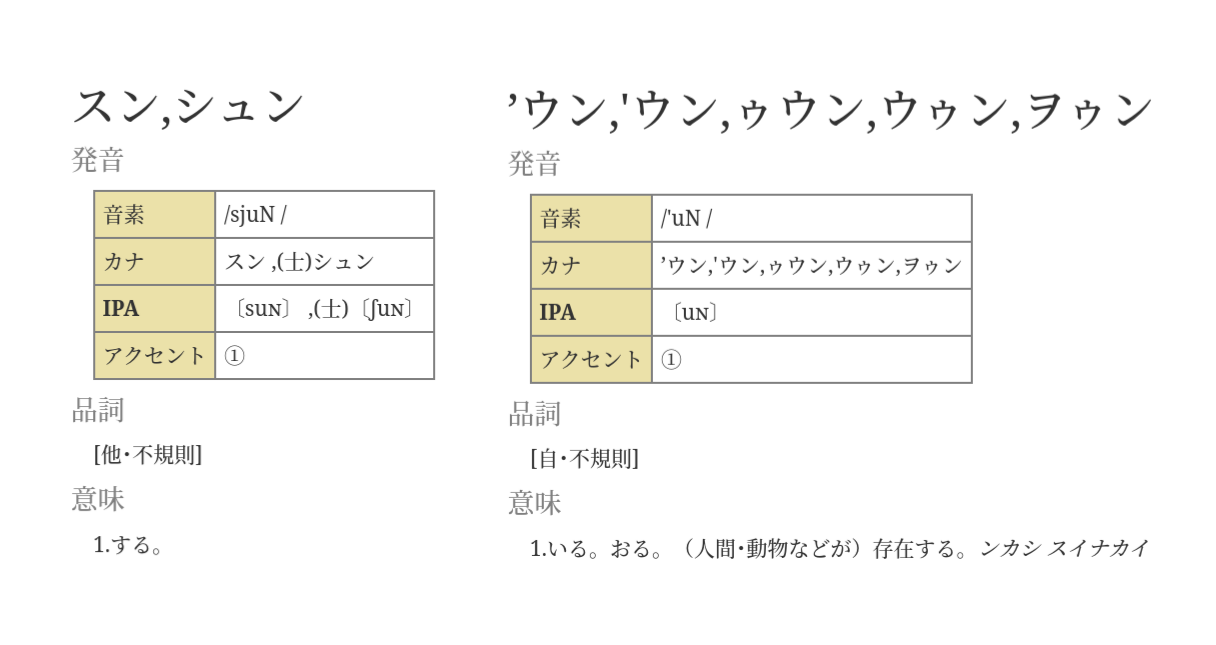 スン,シュン
発音
音素 /sjuN /
カナ スン ,(士)シュン
IPA 〔suɴ〕 ,(士)〔ʃuɴ〕
アクセント ①
品詞
[他・不規則]
意味
1.する。
’ウン,'ウン,ゥウン,ウゥン,ヲゥン
発音
音素 /'uN /
カナ ’ウン,'ウン,ゥウン,ウゥン,ヲゥン
IPA 〔uɴ〕
アクセント ①
品詞
[自・不規則]
意味
1.いる。おる。（人間・動物などが）存在する。ンカシ スイナカイ